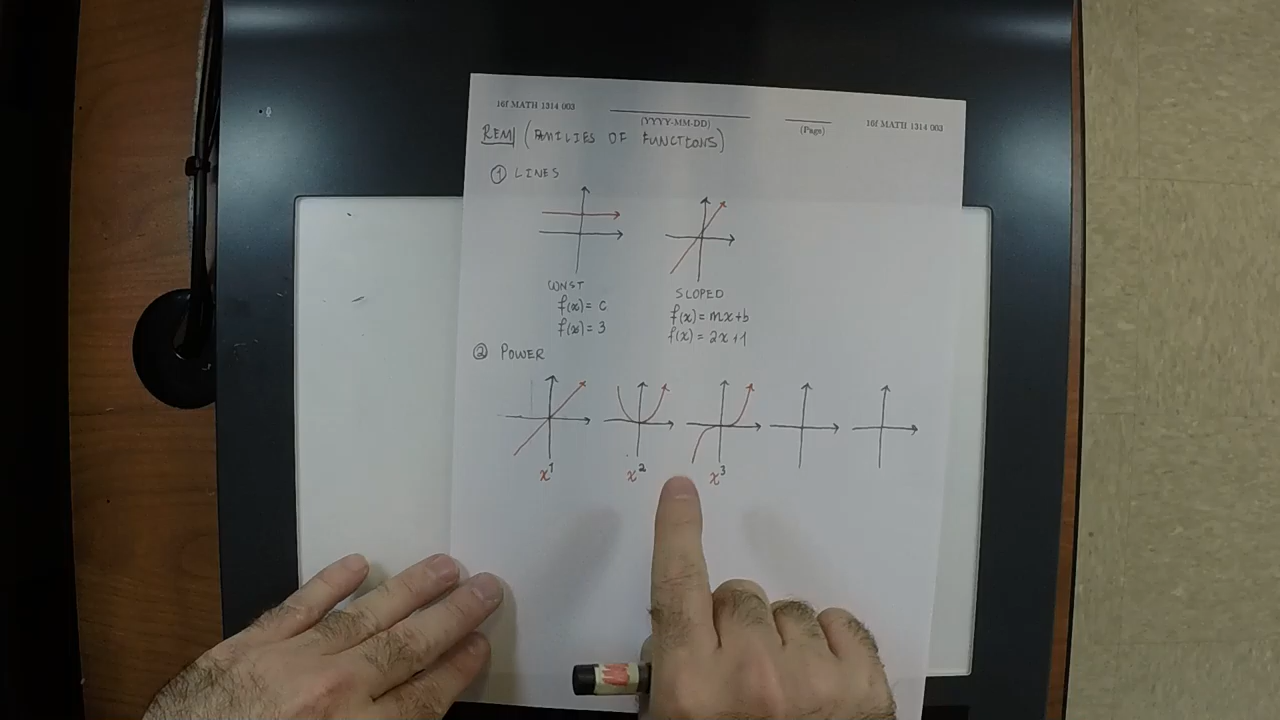 16f MATH 1314 003
(YYYY-MM-DD)
(Page)
16f MATH 1314 003
REM/ (FAMILIES OF FUNCTIONS)
① LINES
CONST
f(x) = c
f(x) = 3
SLOPED
f(x) = mx+b
f(x) = 2x+1
② POWER
x¹
x²
x³